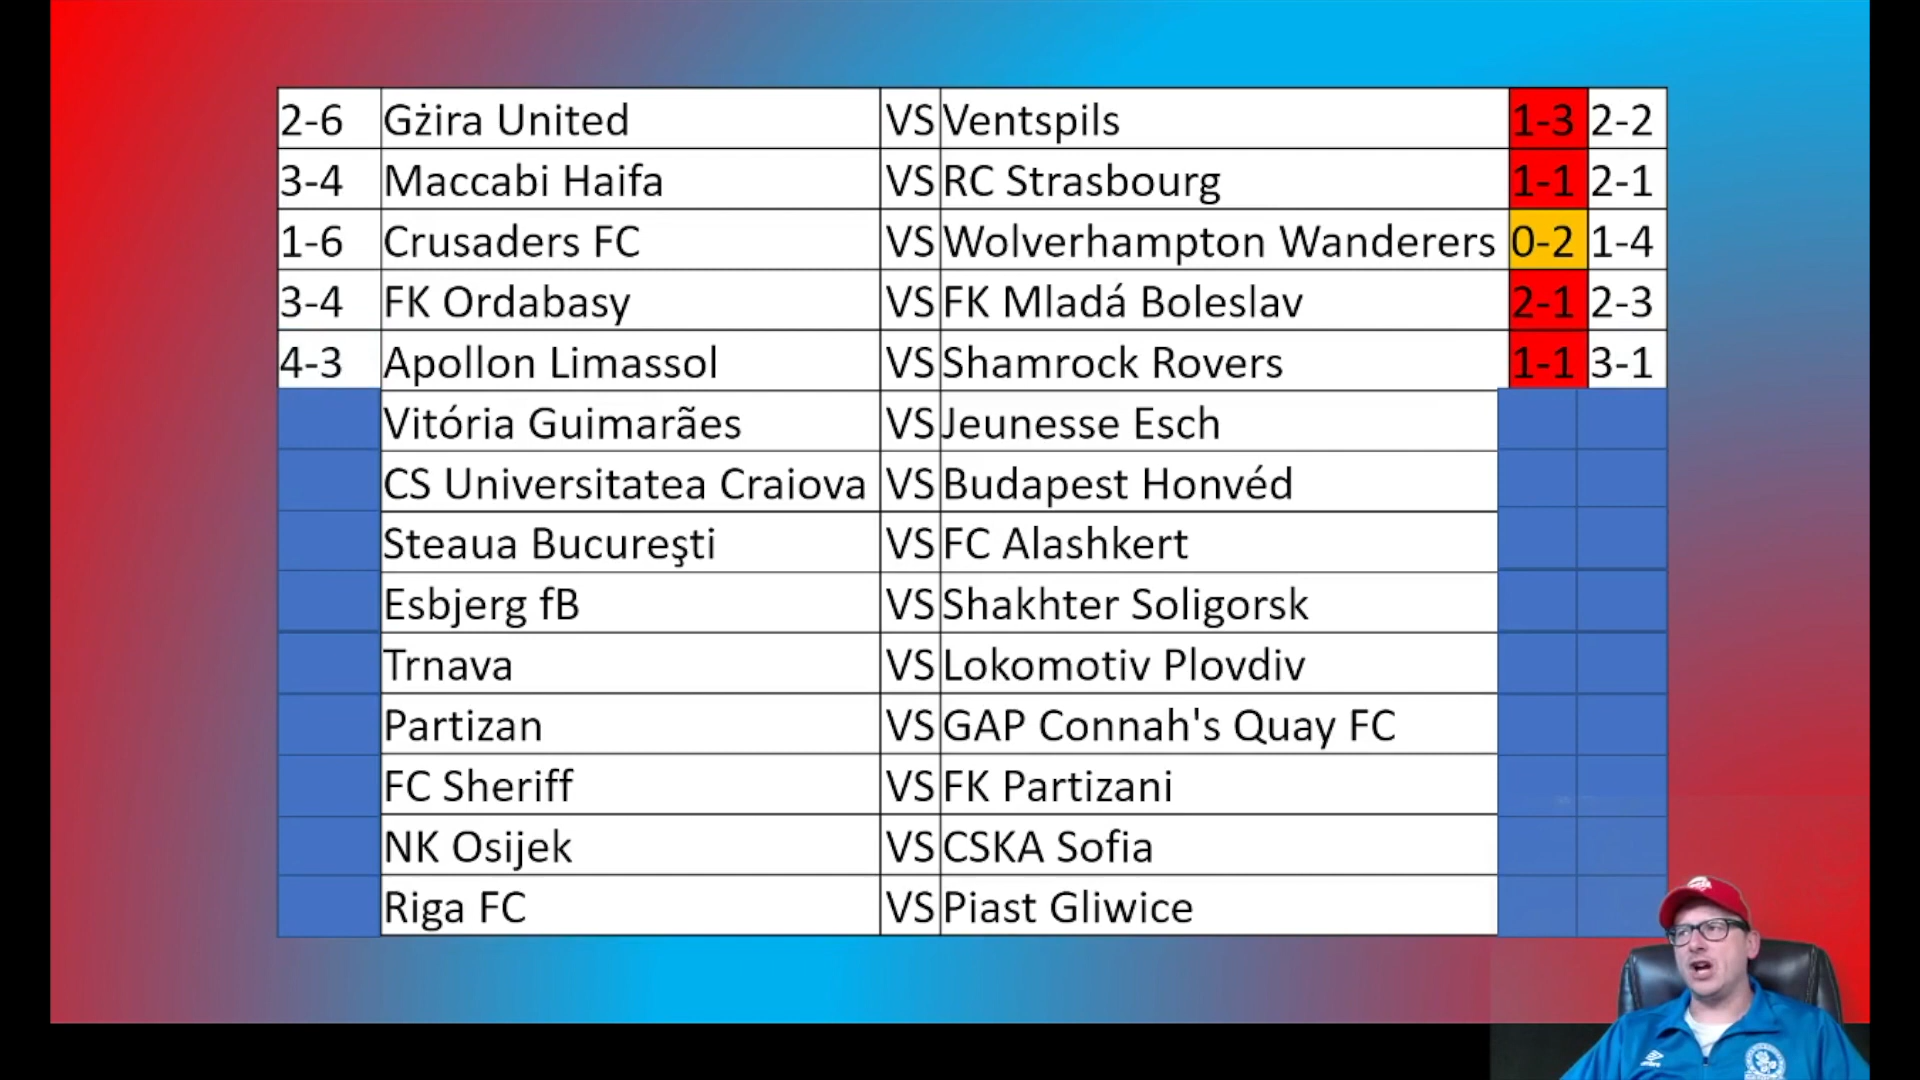 2-6 Gżira United VS Ventspils 1-3 2-2
3-4 Maccabi Haifa VS RC Strasbourg 1-1 2-1
1-6 Crusaders FC VS Wolverhampton Wanderers 0-2 1-4
3-4 FK Ordabasy VS FK Mladá Boleslav 2-1 2-3
4-3 Apollon Limassol VS Shamrock Rovers 1-1 3-1
Vitória Guimarães VS Jeunesse Esch
CS Universitatea Craiova VS Budapest Honvéd
Steaua Bucureşti VS FC Alashkert
Esbjerg fB VS Shakhter Soligorsk
Trnava VS Lokomotiv Plovdiv
Partizan VS GAP Connah's Quay FC
FC Sheriff VS FK Partizani
NK Osijek VS CSKA Sofia
Riga FC VS Piast Gliwice